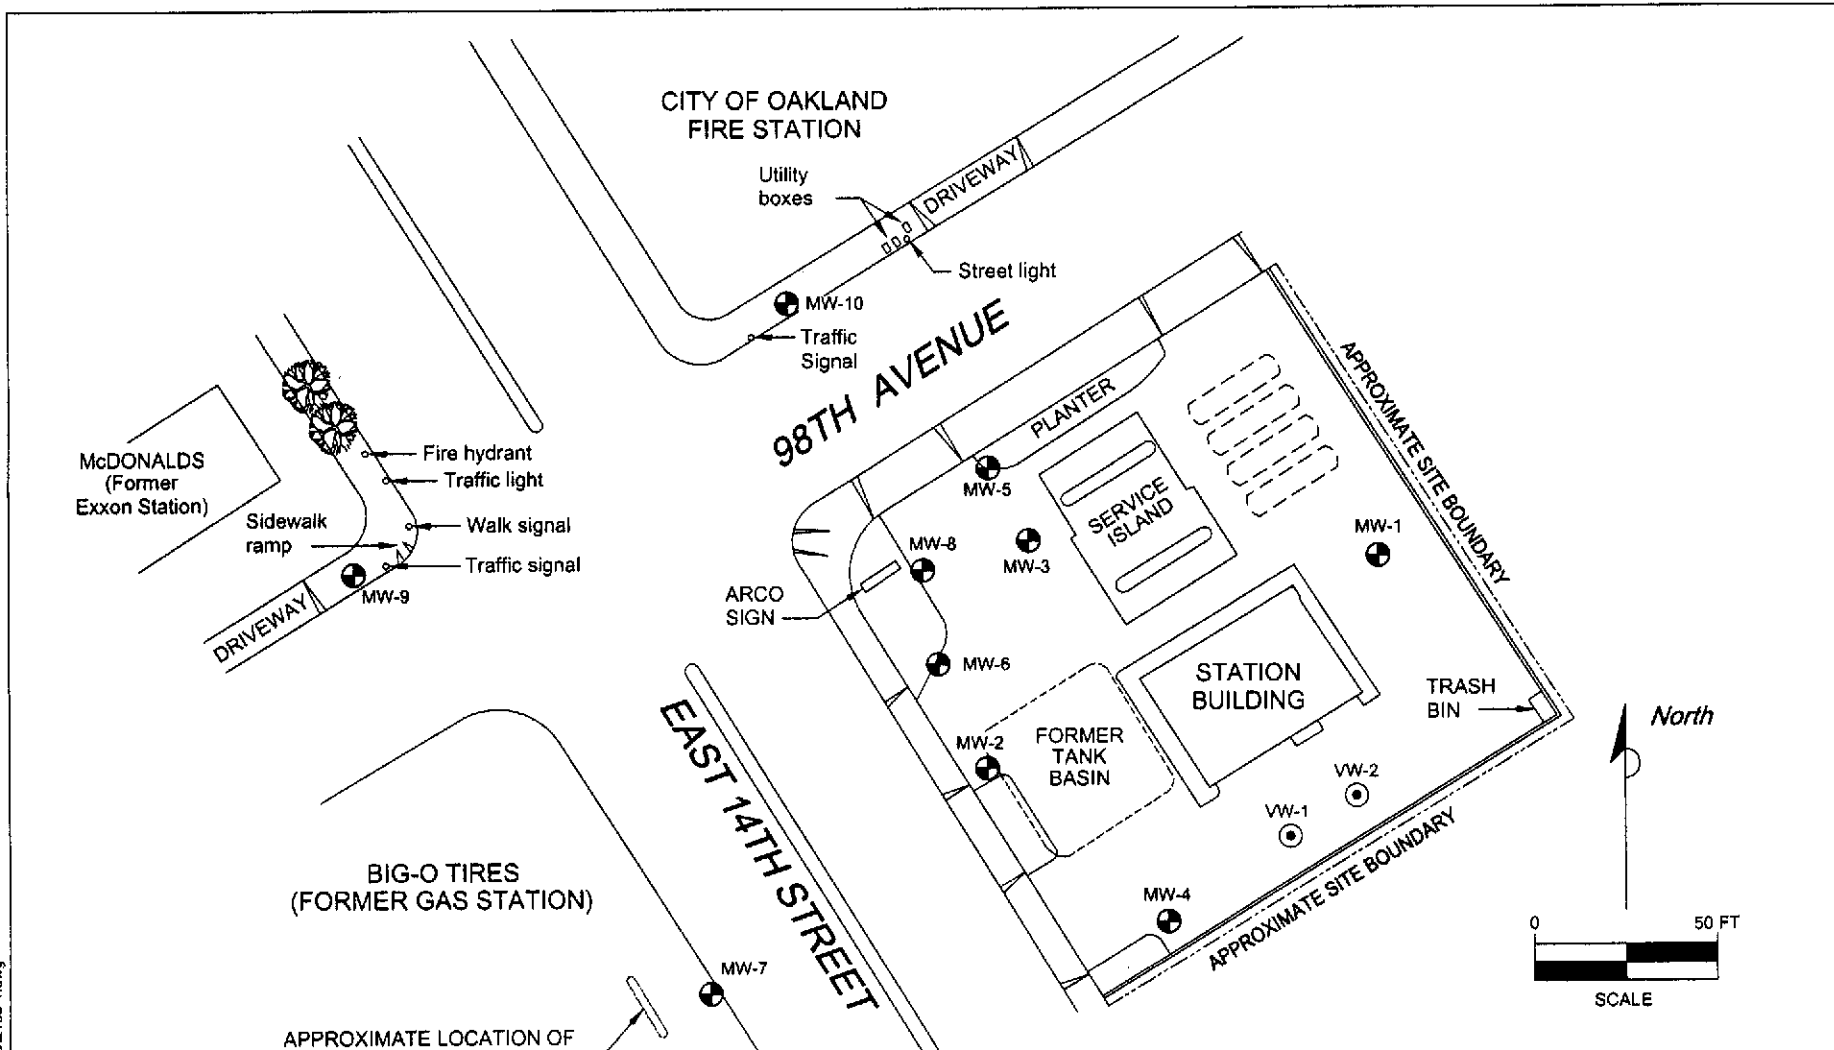 CITY OF OAKLAND
FIRE STATION
Utility
boxes
DRIVEWAY
Street light
MW-10
Traffic
Signal
98TH AVENUE
PLANTER
APPROXIMATE SITE BOUNDARY
McDONALDS
(Former
Exxon Station)
Fire hydrant
Traffic light
Sidewalk
ramp
Walk signal
Traffic signal
MW-9
DRIVEWAY
MW-5
SERVICE
ISLAND
MW-1
MW-8
MW-3
ARCO
SIGN
MW-6
STATION
BUILDING
TRASH
BIN
North
EAST 14TH STREET
MW-2
FORMER
TANK
BASIN
VW-2
VW-1
APPROXIMATE SITE BOUNDARY
BIG-O TIRES
(FORMER GAS STATION)
MW-4
0 50 FT
SCALE
MW-7
APPROXIMATE LOCATION OF